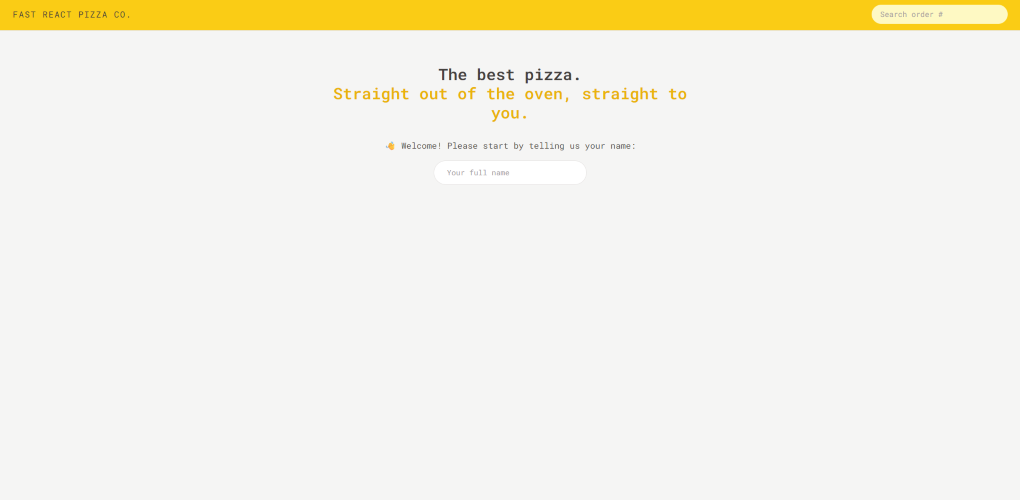 FAST REACT PIZZA CO.
Search order #
The best pizza.
Straight out of the oven, straight to
you.
👋 Welcome! Please start by telling us your name:
Your full name